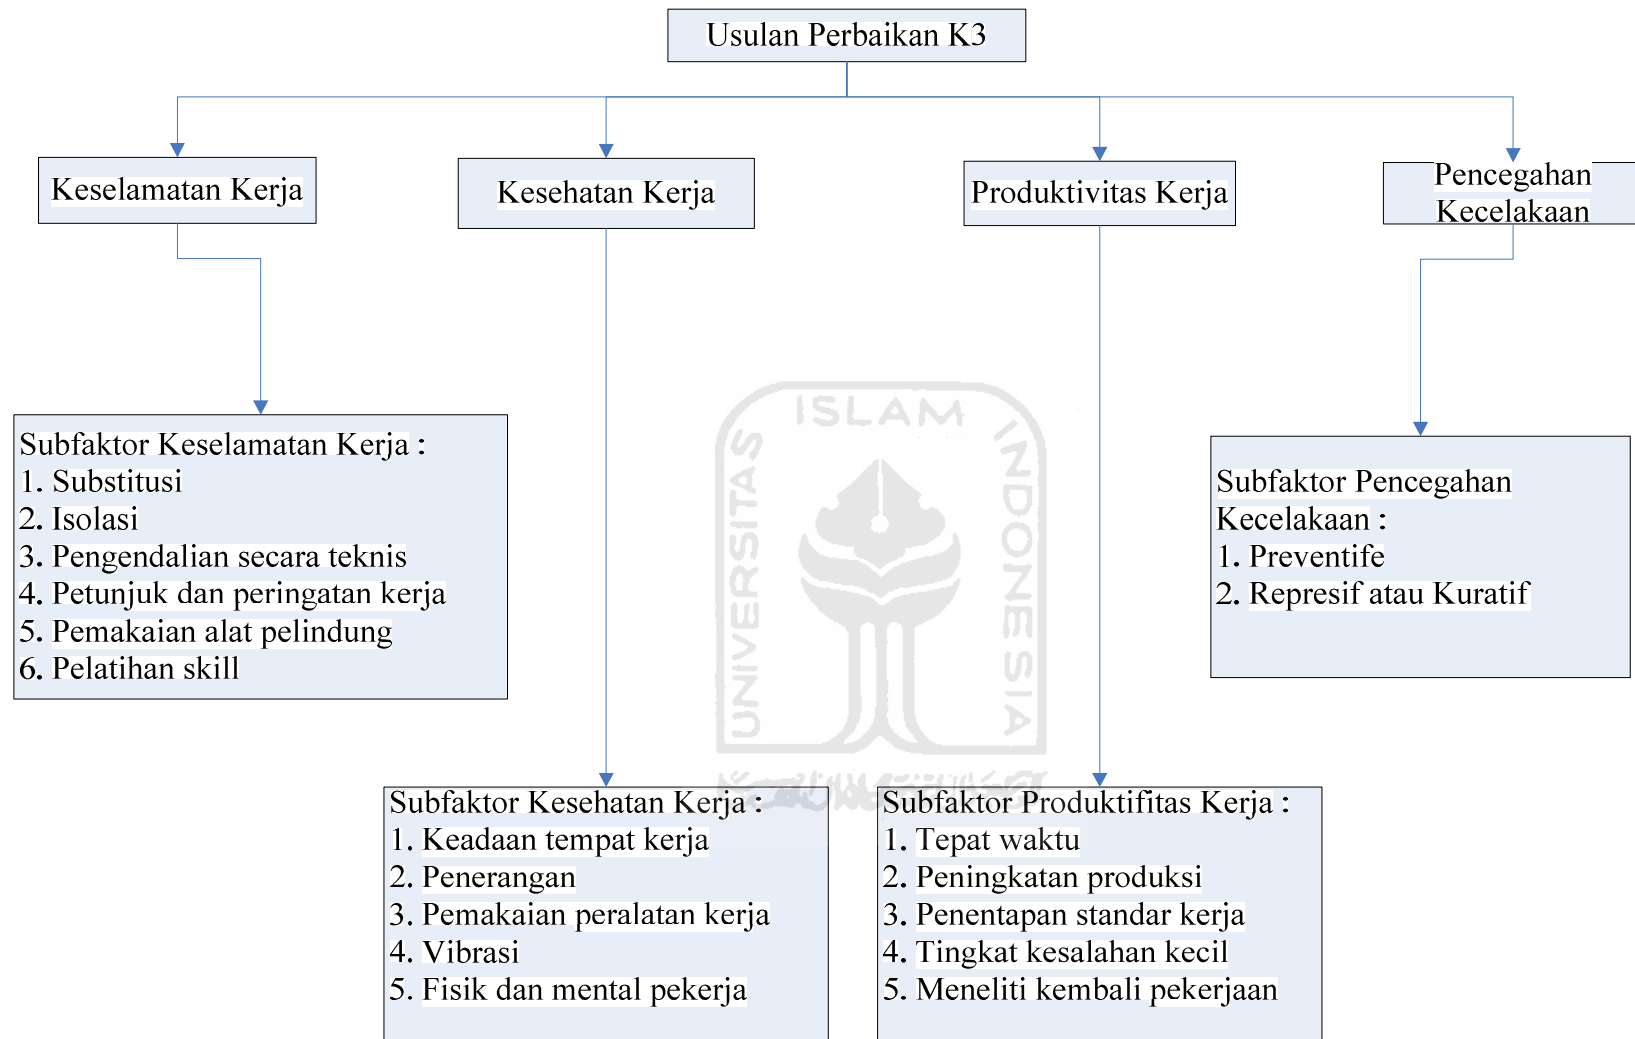 Usulan Perbaikan K3
Keselamatan Kerja
Kesehatan Kerja
Produktivitas Kerja
Pencegahan
Kecelakaan
Subfaktor Keselamatan Kerja :
1. Substitusi
2. Isolasi
3. Pengendalian secara teknis
4. Petunjuk dan peringatan kerja
5. Pemakaian alat pelindung
6. Pelatihan skill
Subfaktor Pencegahan
Kecelakaan :
1. Preventife
2. Represif atau Kuratif
UNIVERSITAS
ISLAM
INDONESIA
Subfaktor Kesehatan Kerja :
1. Keadaan tempat kerja
2. Penerangan
3. Pemakaian peralatan kerja
4. Vibrasi
5. Fisik dan mental pekerja
Subfaktor Produktifitas Kerja :
1. Tepat waktu
2. Peningkatan produksi
3. Penentapan standar kerja
4. Tingkat kesalahan kecil
5. Meneliti kembali pekerjaan